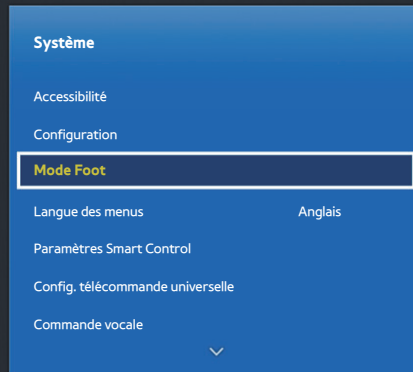 Système
Accessibilité
Configuration
Mode Foot
Langue des menus Anglais
Paramètres Smart Control
Config. télécommande universelle
Commande vocale